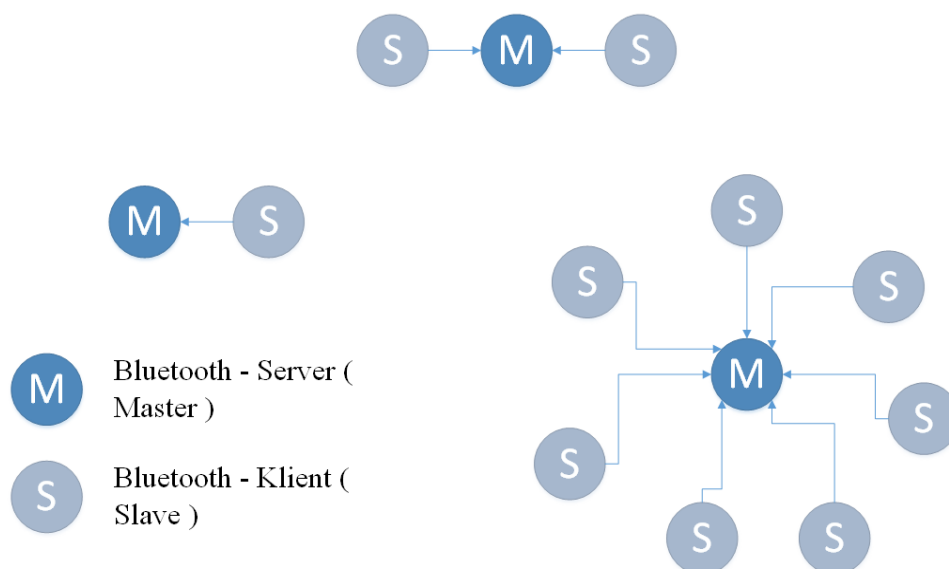 S M S
M S
S
S
S
M
M
Bluetooth - Server (
Master )
S
S
S
Bluetooth - Klient (
Slave )
S
S
S